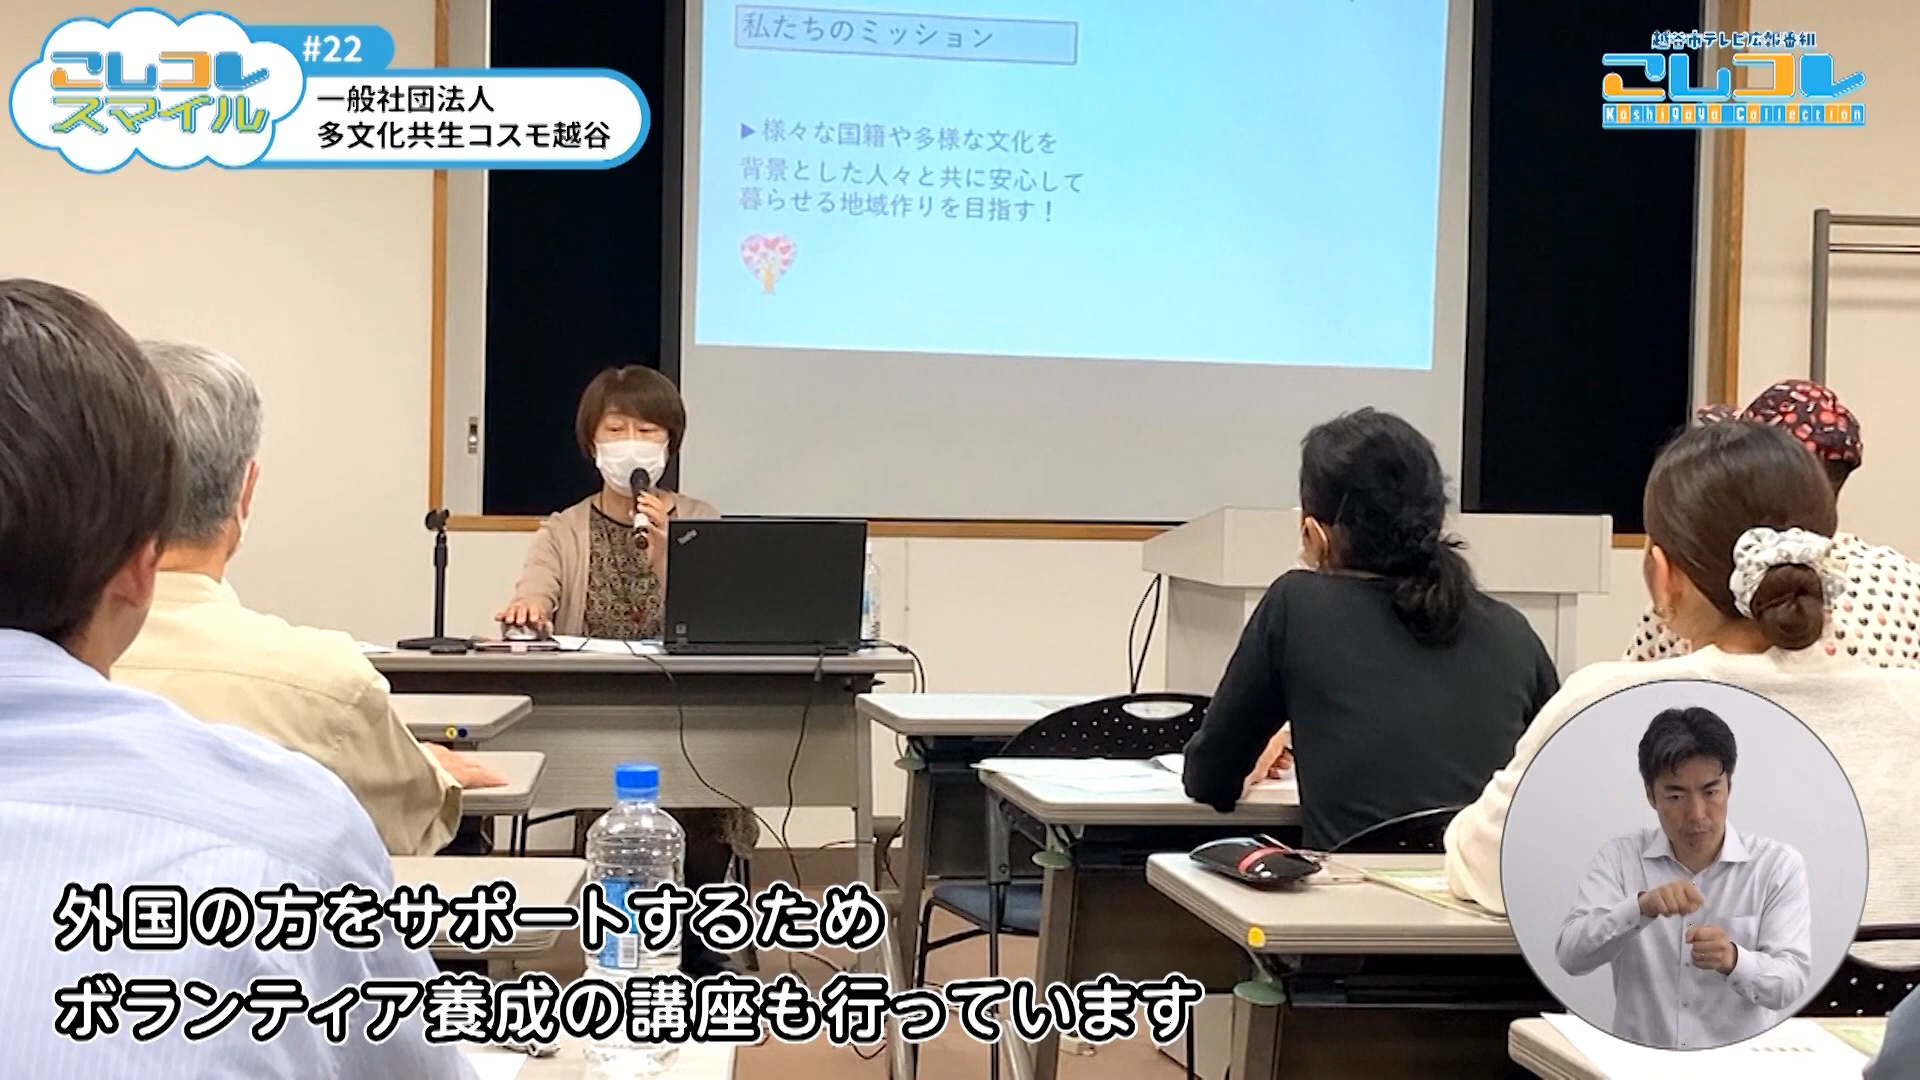 こしコレ
スマイル
#22
一般社団法人
多文化共生コスモ越谷
越谷市テレビ広報番組
こしコレ
Koshigaya Collection
私たちのミッション
▶様々な国籍や多様な文化を
背景とした人々と共に安心して
暮らせる地域作りを目指す！
ThinkPad
外国の方をサポートするため
ボランティア養成の講座も行っています